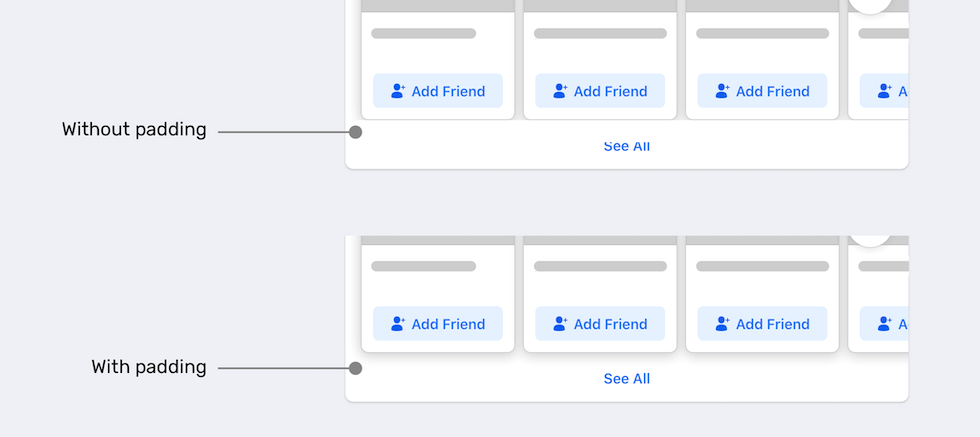 Add Friend Add Friend Add Friend A
Without padding
See All
Add Friend Add Friend Add Friend A
With padding
See All